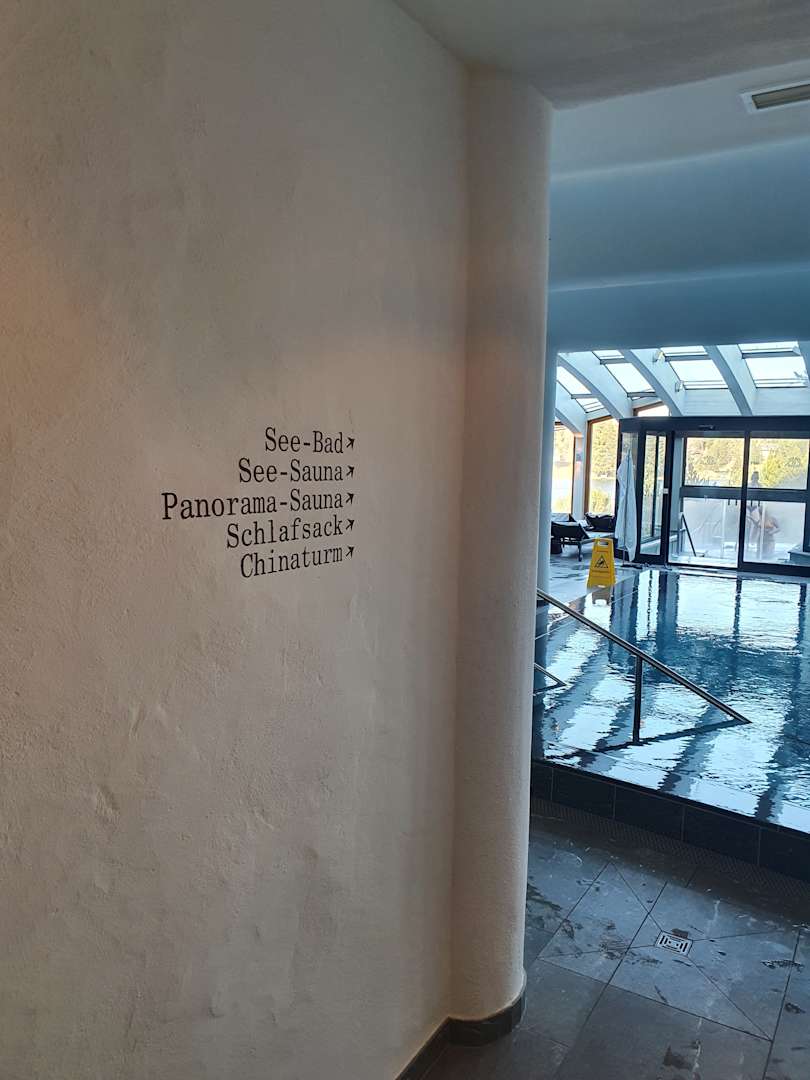 See-Bad↗
See-Sauna↗
Panorama-Sauna↗
Schlafsack↗
Chinaturm↗